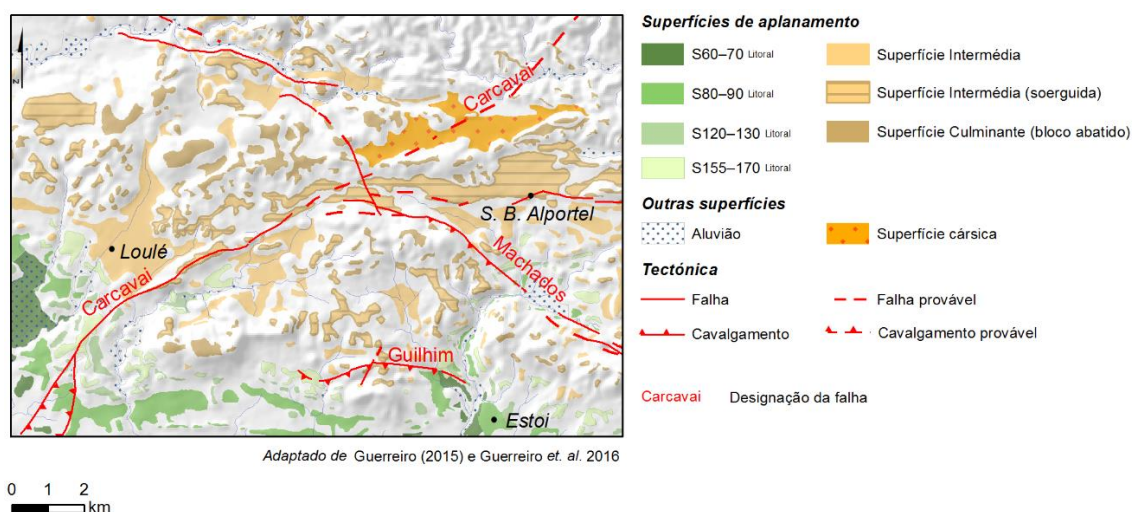 Carcavai
S. B. Alportel
Loulé
Carcavai
Machados
Guilhim
Estoi
Adaptado de Guerreiro (2015) e Guerreiro et. al. 2016
0 1 2
km
Superfícies de aplanamento
S60–70 Litoral
Superfície Intermédia
S80–90 Litoral
Superfície Intermédia (soerguida)
S120–130 Litoral
Superfície Culminante (bloco abatido)
S155–170 Litoral
Outras superfícies
Aluvião
Superfície cársica
Tectónica
Falha
Falha provável
Cavalgamento
Cavalgamento provável
Carcavai Designação da falha